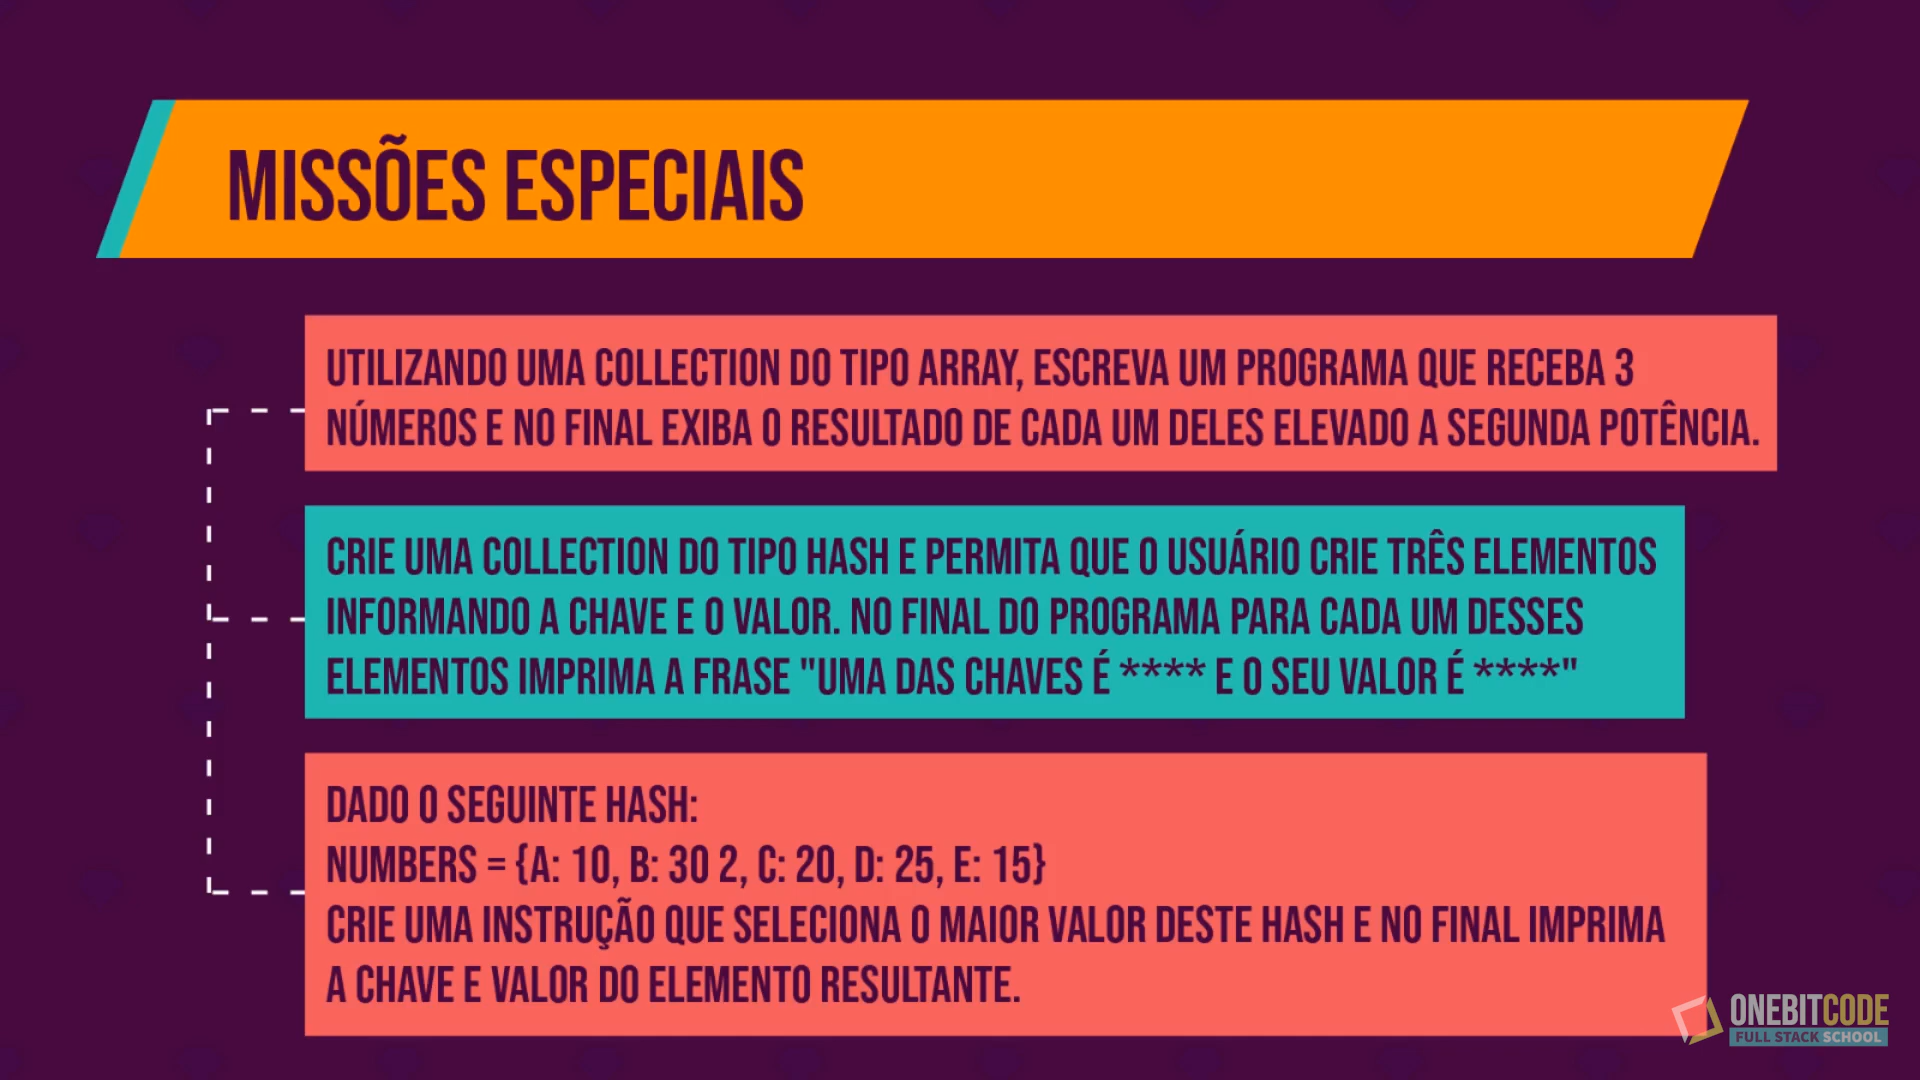 MISSÕES ESPECIAIS
UTILIZANDO UMA COLLECTION DO TIPO ARRAY, ESCREVA UM PROGRAMA QUE RECEBA 3
NÚMEROS E NO FINAL EXIBA O RESULTADO DE CADA UM DELES ELEVADO A SEGUNDA POTÊNCIA.
CRIE UMA COLLECTION DO TIPO HASH E PERMITA QUE O USUÁRIO CRIE TRÊS ELEMENTOS
INFORMANDO A CHAVE E O VALOR. NO FINAL DO PROGRAMA PARA CADA UM DESSES
ELEMENTOS IMPRIMA A FRASE "UMA DAS CHAVES É **** E O SEU VALOR É ****"
DADO O SEGUINTE HASH:
NUMBERS = {A: 10, B: 30 2, C: 20, D: 25, E: 15}
CRIE UMA INSTRUÇÃO QUE SELECIONA O MAIOR VALOR DESTE HASH E NO FINAL IMPRIMA
A CHAVE E VALOR DO ELEMENTO RESULTANTE.
ONEBITCODE
FULL STACK SCHOOL